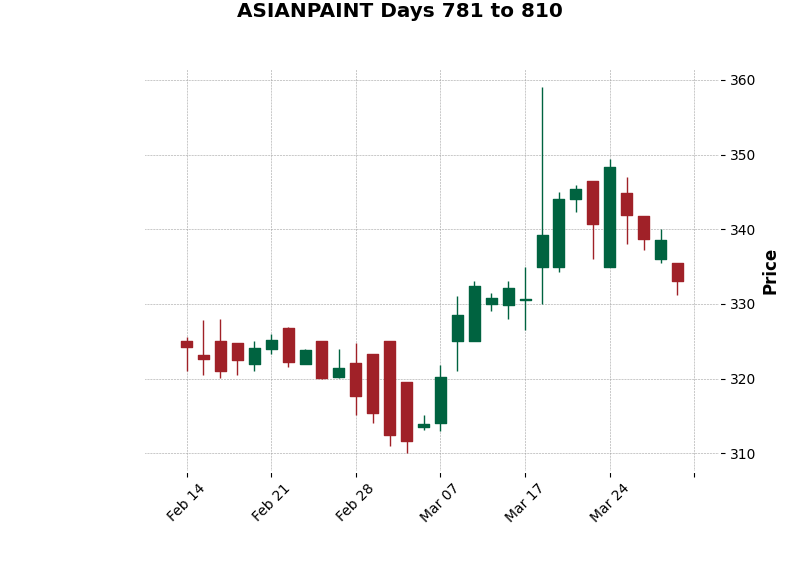 ASIANPAINT Days 781 to 810
360
350
340
330
320
310
Price
Feb 14
Feb 21
Feb 28
Mar 07
Mar 17
Mar 24